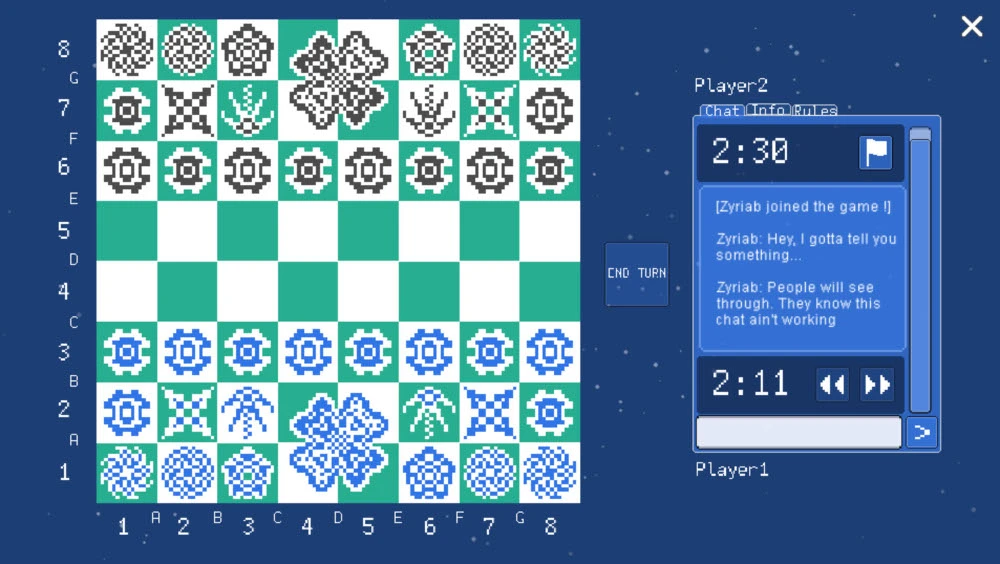 Player2
Chat Info Rules
2:30
[Zyriab joined the game !]
Zyriab: Hey, I gotta tell you
something...
Zyriab: People will see
through. They know this
chat ain't working
2:11
>
Player1
END TURN
8
G
7
F
6
E
5
D
4
C
3
B
2
A
1
1 A 2 B 3 C 4 D 5 E 6 F 7 G 8